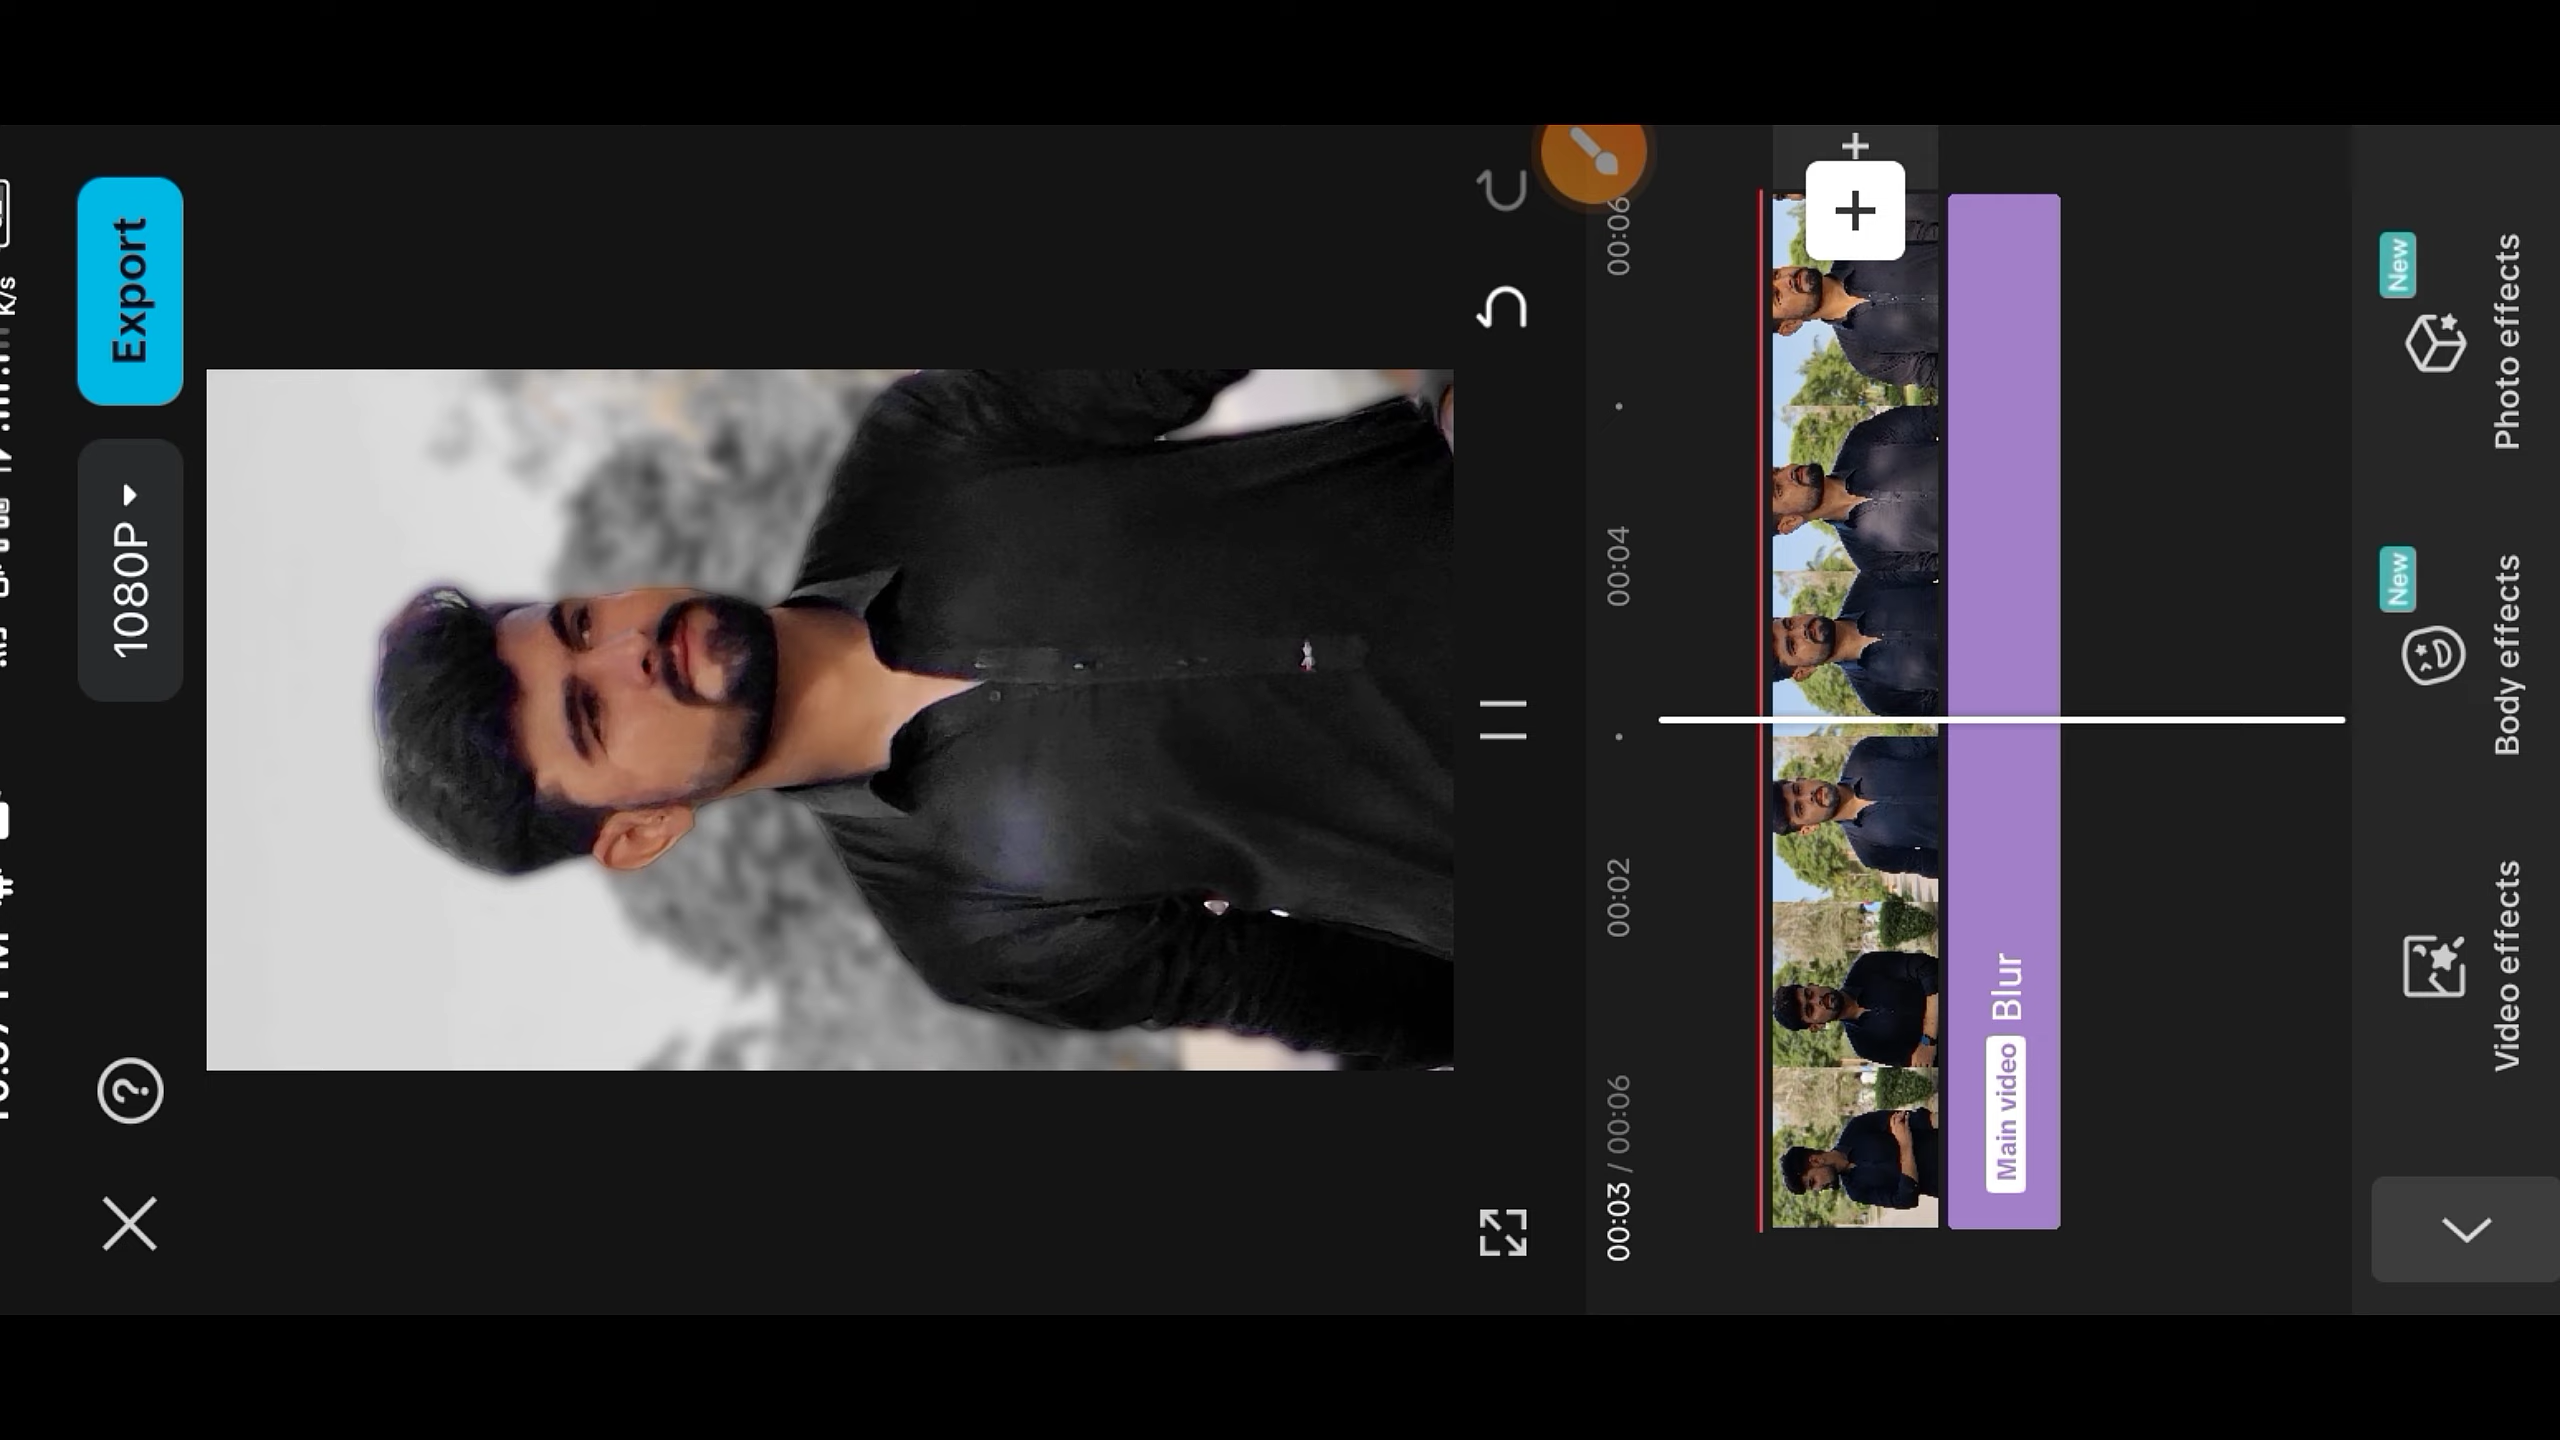 1080P
Export
00:03 / 00:06
00:02
00:04
00:06
Main video Blur
Video effects
Body effects
New
Photo effects
New
K/s